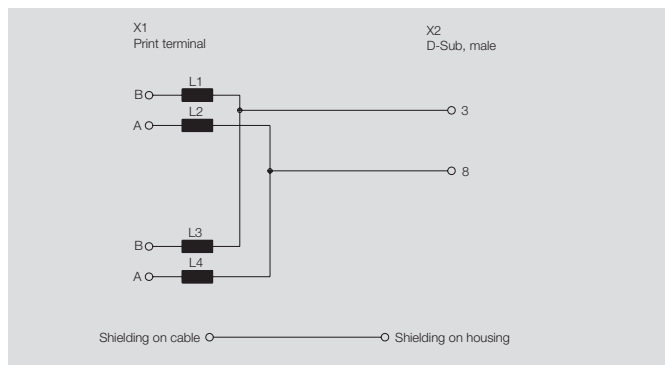 X1
Print terminal
X2
D-Sub, male
L1
B
L2
A
3
8
L3
B
L4
A
Shielding on cable
Shielding on housing